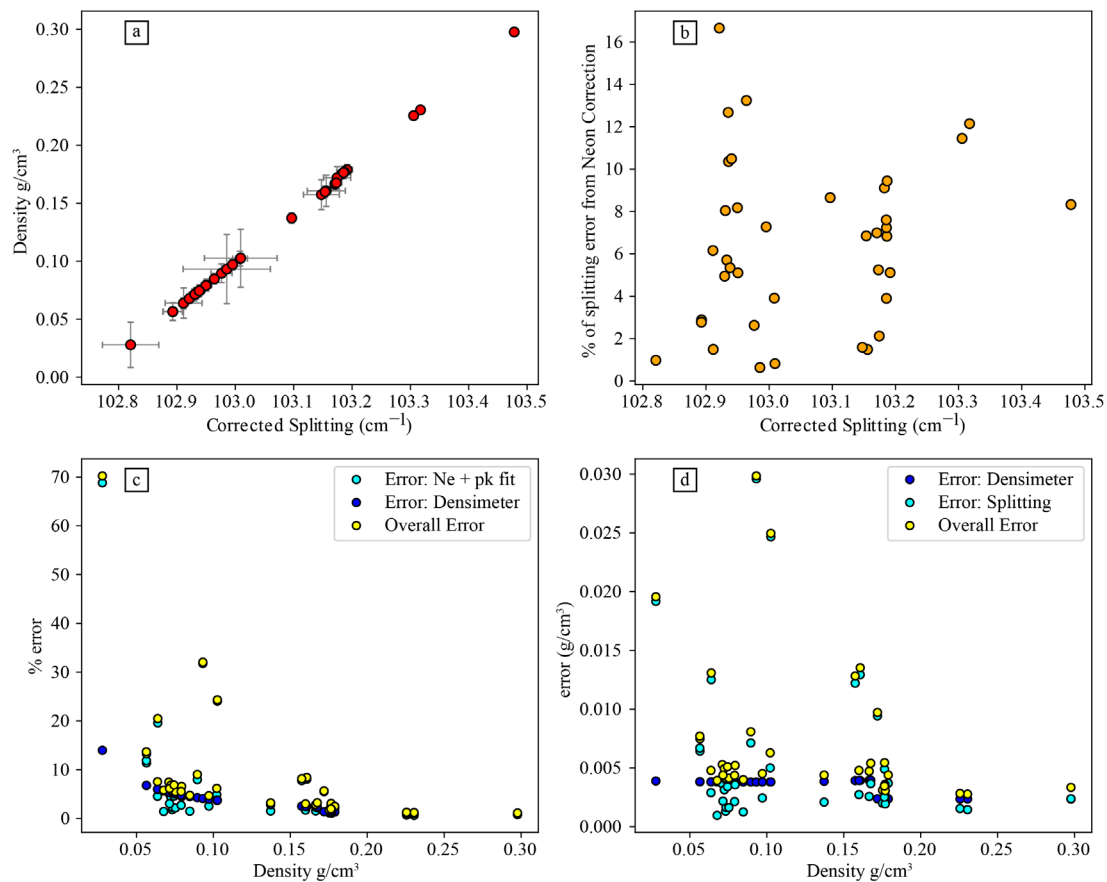 a
0.30
0.25
0.20
0.15
0.10
0.05
0.00
Density g/cm³
102.8 102.9 103.0 103.1 103.2 103.3 103.4 103.5
Corrected Splitting (cm⁻¹)
b
16
14
12
10
8
6
4
2
0
% of splitting error from Neon Correction
102.8 102.9 103.0 103.1 103.2 103.3 103.4 103.5
Corrected Splitting (cm⁻¹)
c
Error: Ne + pk fit
Error: Densimeter
Overall Error
70
60
50
40
30
20
10
0
% error
0.05 0.10 0.15 0.20 0.25 0.30
Density g/cm³
d
Error: Densimeter
Error: Splitting
Overall Error
0.030
0.025
0.020
0.015
0.010
0.005
0.000
error (g/cm³)
0.05 0.10 0.15 0.20 0.25 0.30
Density g/cm³